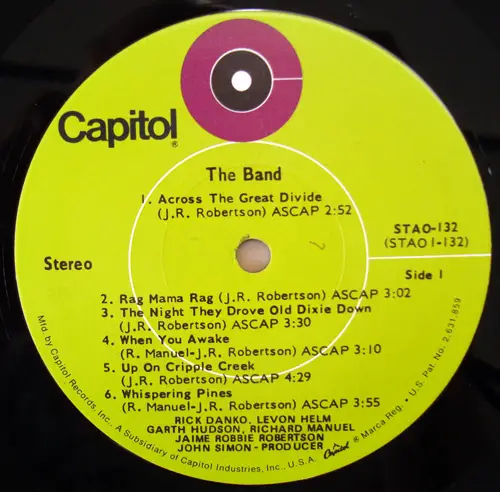 Capitol
®
The Band
1. Across The Great Divide
(J.R. Robertson) ASCAP 2:52
STAO-132
(STAO 1-132)
Stereo
Side 1
2. Rag Mama Rag (J.R. Robertson) ASCAP 3:02
3. The Night They Drove Old Dixie Down
(J.R. Robertson) ASCAP 3:30
4. When You Awake
(R. Manuel-J.R. Robertson) ASCAP 3:10
5. Up On Cripple Creek
(J.R. Robertson) ASCAP 4:29
6. Whispering Pines
(R. Manuel-J.R. Robertson) ASCAP 3:55
RICK DANKO, LEVON HELM
GARTH HUDSON, RICHARD MANUEL
JAIME ROBBIE ROBERTSON
JOHN SIMON-PRODUCER
Mfd. by Capitol Records, Inc., A Subsidiary of Capitol Industries, Inc., U.S.A. Capitol ® Marca Reg. • U.S. Pat. No. 2,631,859